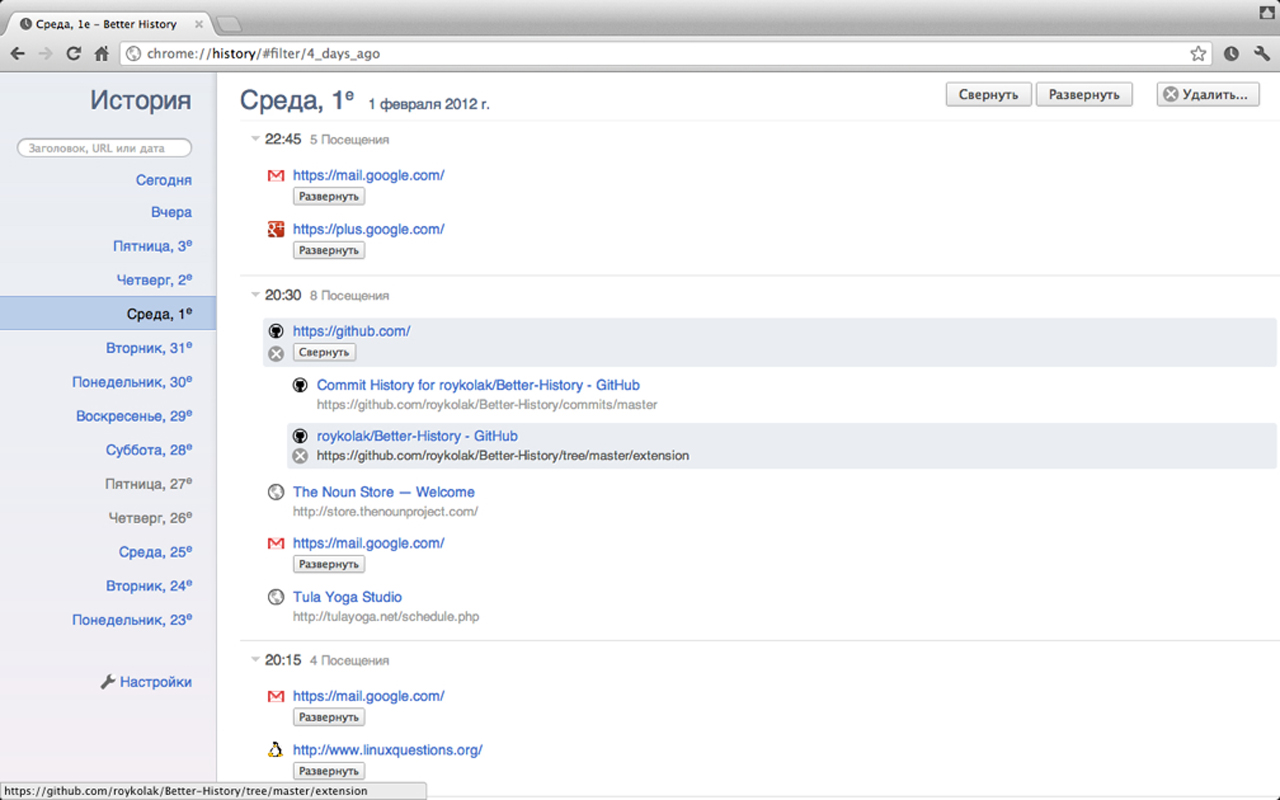 Среда, 1е – Better History
chrome://history/#filter/4_days_ago
История
Заголовок, URL или дата
Сегодня
Вчера
Пятница, 3е
Четверг, 2е
Среда, 1е
Вторник, 31е
Понедельник, 30е
Воскресенье, 29е
Суббота, 28е
Пятница, 27е
Четверг, 26е
Среда, 25е
Вторник, 24е
Понедельник, 23е
Настройки
Среда, 1е 1 февраля 2012 г.
Свернуть Развернуть Удалить...
22:45 5 Посещения
https://mail.google.com/
Развернуть
https://plus.google.com/
Развернуть
20:30 8 Посещения
https://github.com/
Свернуть
Commit History for roykolak/Better-History - GitHub
https://github.com/roykolak/Better-History/commits/master
roykolak/Better-History - GitHub
https://github.com/roykolak/Better-History/tree/master/extension
The Noun Store — Welcome
http://store.thenounproject.com/
https://mail.google.com/
Развернуть
Tula Yoga Studio
http://tulayoga.net/schedule.php
20:15 4 Посещения
https://mail.google.com/
Развернуть
http://www.linuxquestions.org/
Развернуть
https://github.com/roykolak/Better-History/tree/master/extension